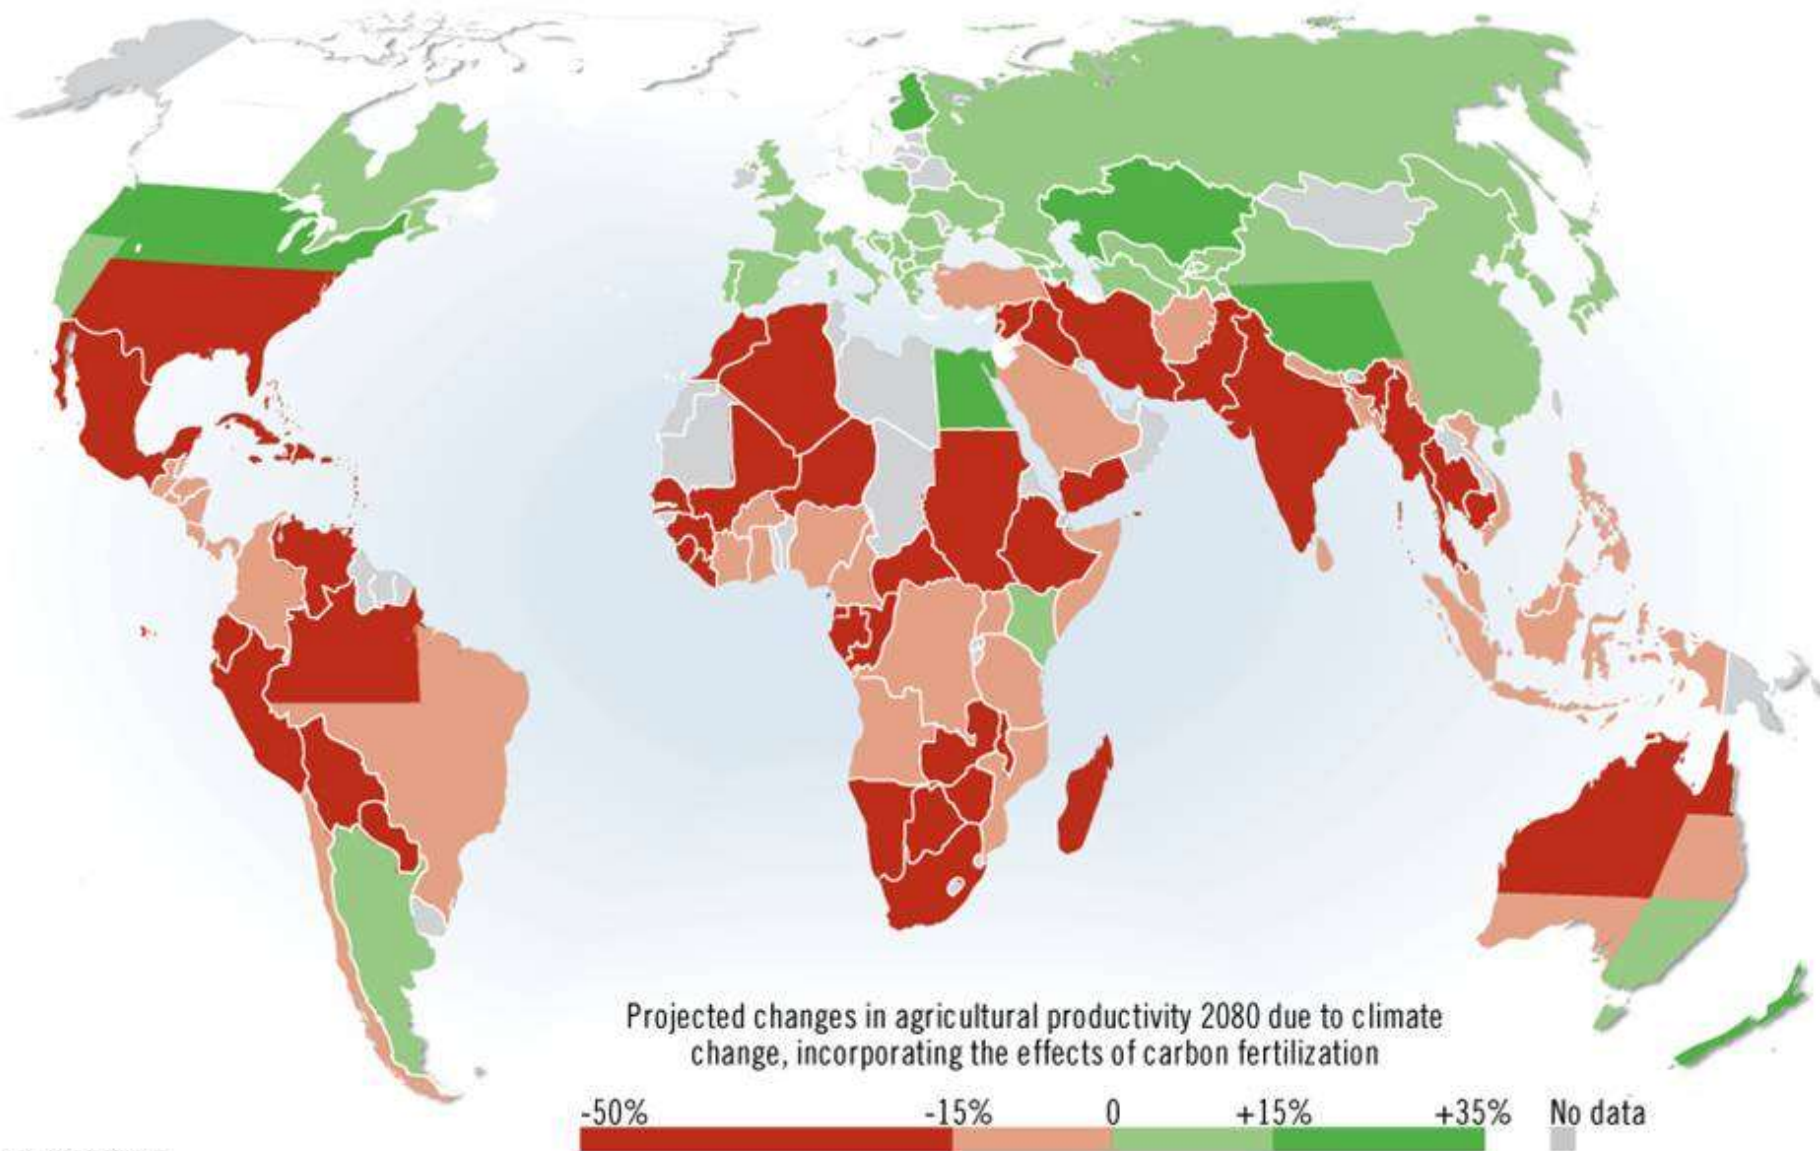 Projected changes in agricultural productivity 2080 due to climate
change, incorporating the effects of carbon fertilization
-50% -15% 0 +15% +35% No data